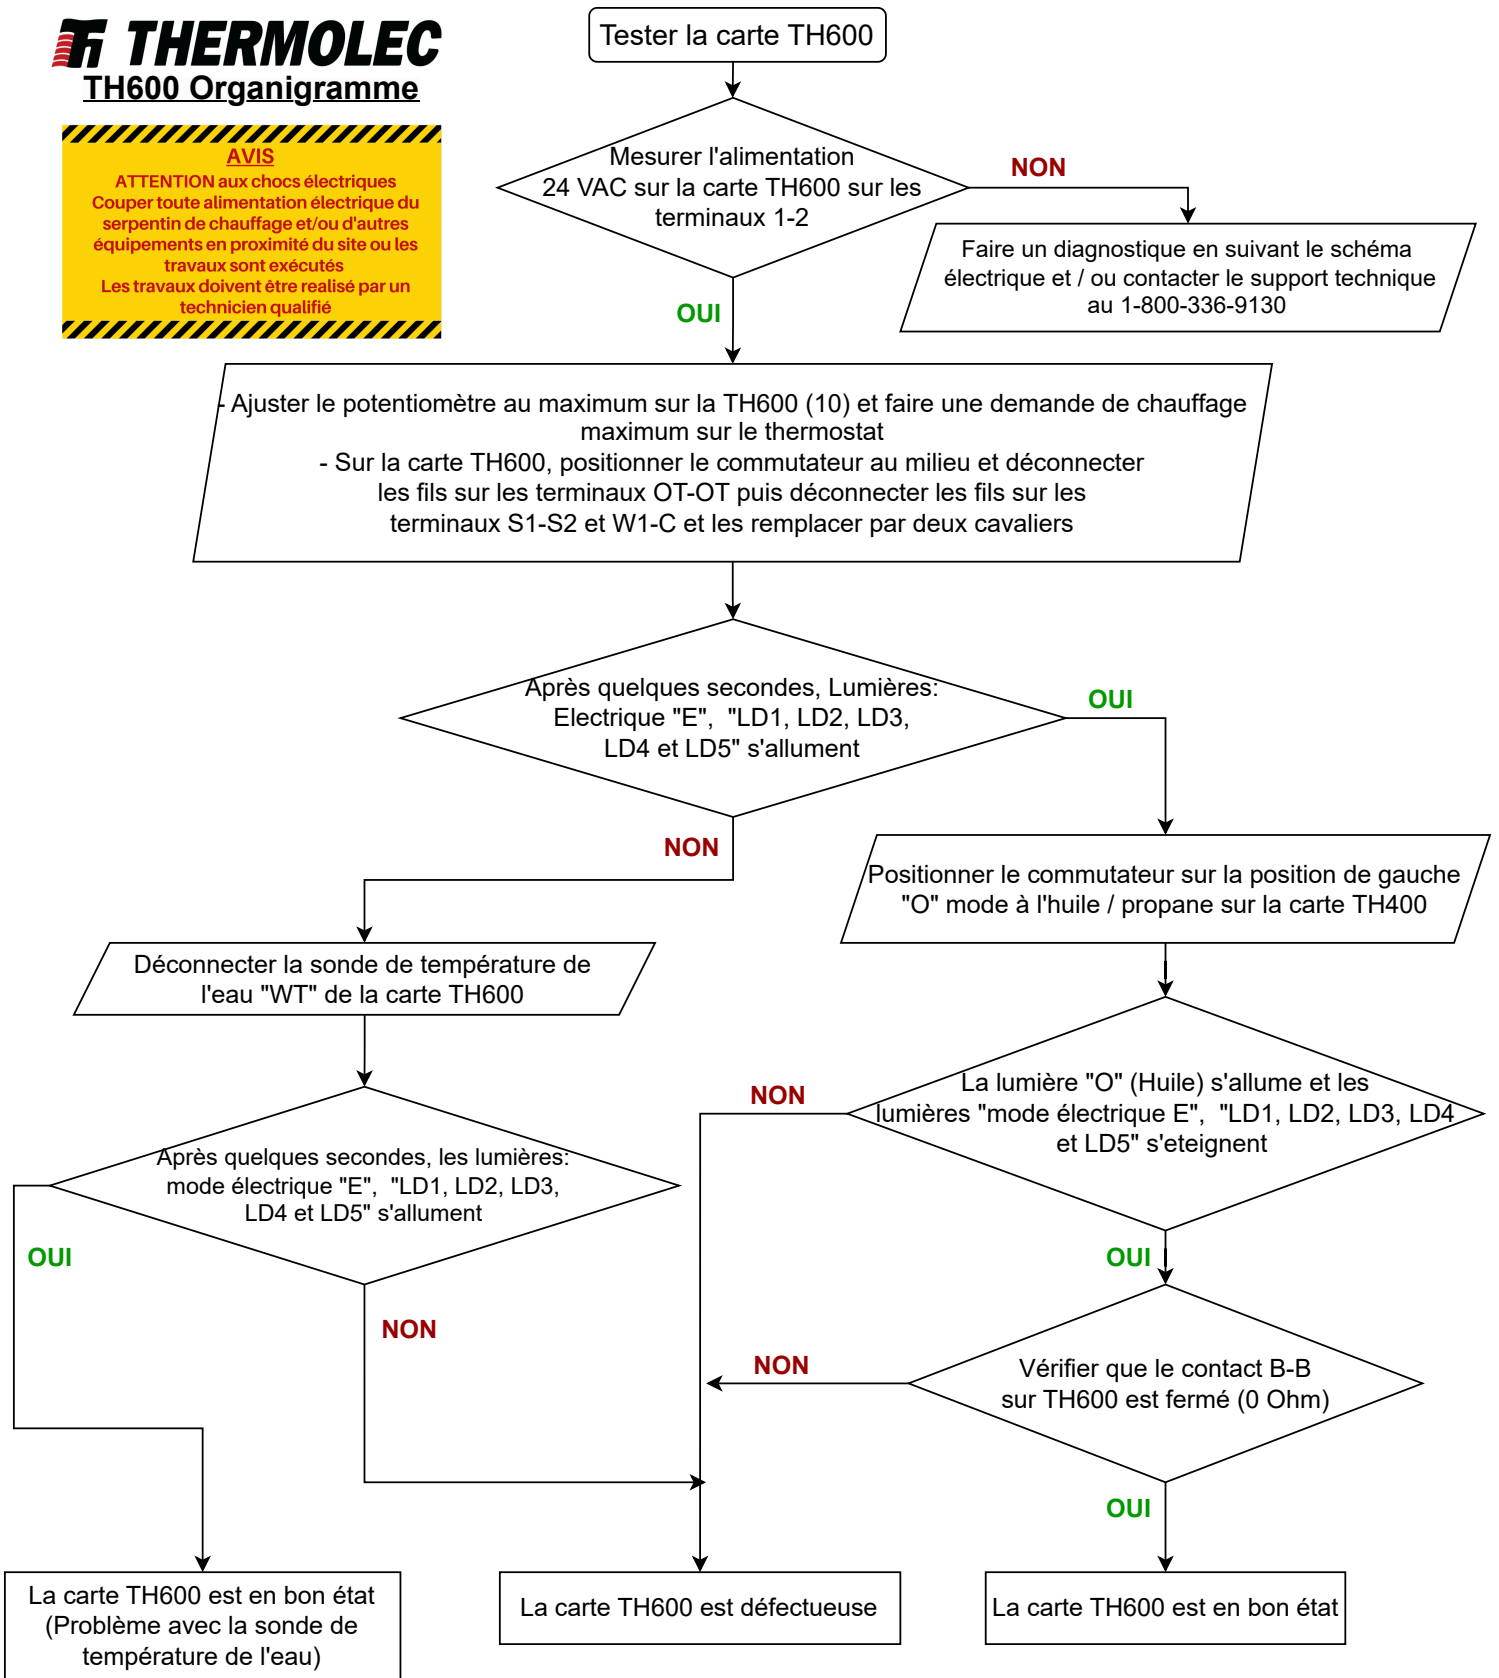 THERMOLEC
TH600 Organigramme
AVIS
ATTENTION aux chocs électriques
Couper toute alimentation électrique du
serpentin de chauffage et/ou d'autres
équipements en proximité du site ou les
travaux sont exécutés
Les travaux doivent être realisé par un
technicien qualifié
Tester la carte TH600
Mesurer l'alimentation
24 VAC sur la carte TH600 sur les
terminaux 1-2
NON
Faire un diagnostique en suivant le schéma
électrique et / ou contacter le support technique
au 1-800-336-9130
OUI
- Ajuster le potentiomètre au maximum sur la TH600 (10) et faire une demande de chauffage
maximum sur le thermostat
- Sur la carte TH600, positionner le commutateur au milieu et déconnecter
les fils sur les terminaux OT-OT puis déconnecter les fils sur les
terminaux S1-S2 et W1-C et les remplacer par deux cavaliers
Après quelques secondes, Lumières:
Electrique "E", "LD1, LD2, LD3,
LD4 et LD5" s'allument
OUI
NON
Positionner le commutateur sur la position de gauche
"O" mode à l'huile / propane sur la carte TH400
Déconnecter la sonde de température de
l'eau "WT" de la carte TH600
La lumière "O" (Huile) s'allume et les
lumières "mode électrique E", "LD1, LD2, LD3, LD4
et LD5" s'eteignent
NON
Après quelques secondes, les lumières:
mode électrique "E", "LD1, LD2, LD3,
LD4 et LD5" s'allument
OUI
OUI
NON
Vérifier que le contact B-B
sur TH600 est fermé (0 Ohm)
NON
OUI
La carte TH600 est en bon état
(Problème avec la sonde de
température de l'eau)
La carte TH600 est défectueuse
La carte TH600 est en bon état